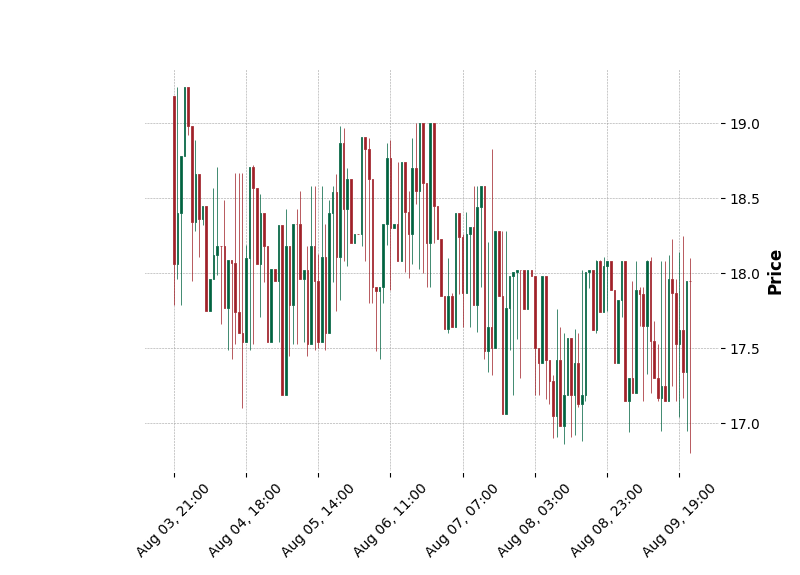 19.0
18.5
18.0
17.5
17.0
Price
Aug 03, 21:00
Aug 04, 18:00
Aug 05, 14:00
Aug 06, 11:00
Aug 07, 07:00
Aug 08, 03:00
Aug 08, 23:00
Aug 09, 19:00